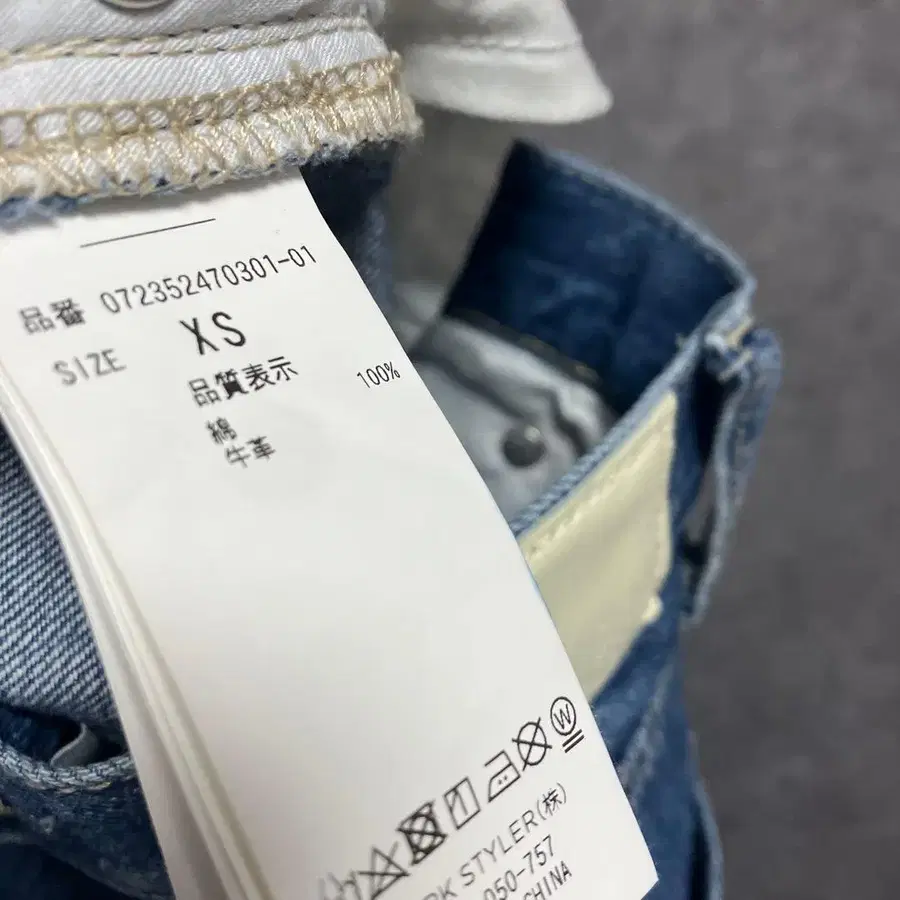 品番 072352470301-01
SIZE XS
品質表示
綿 100%
牛革
W
RK STYLER(株)
050-757
CHINA